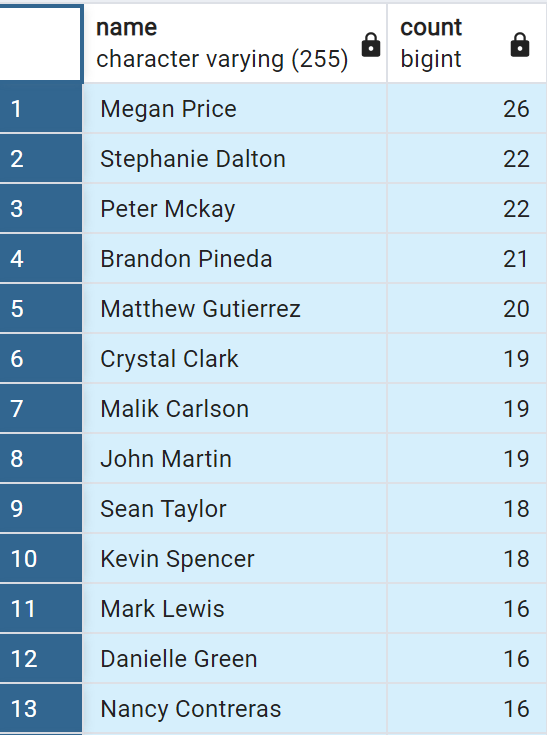 name count
character varying (255) bigint
1 Megan Price 26
2 Stephanie Dalton 22
3 Peter Mckay 22
4 Brandon Pineda 21
5 Matthew Gutierrez 20
6 Crystal Clark 19
7 Malik Carlson 19
8 John Martin 19
9 Sean Taylor 18
10 Kevin Spencer 18
11 Mark Lewis 16
12 Danielle Green 16
13 Nancy Contreras 16